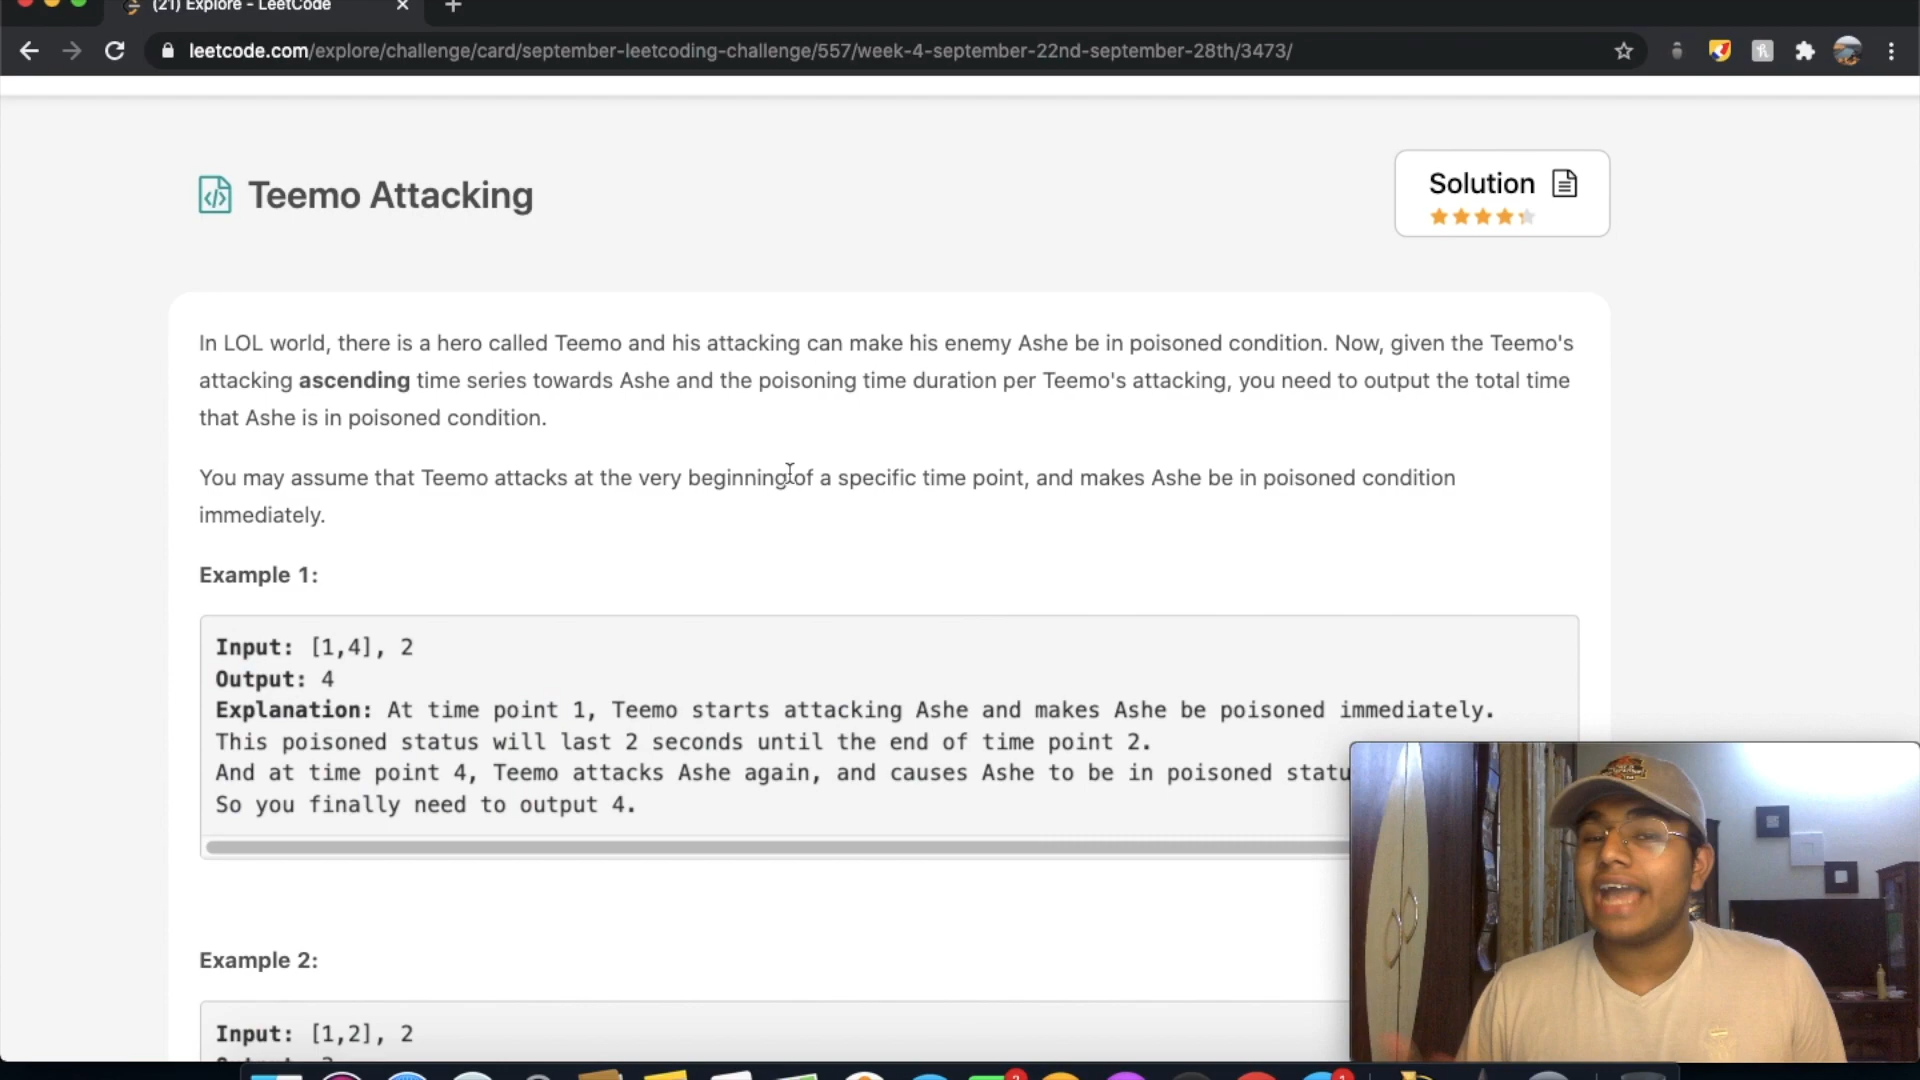 (21) Explore - LeetCode
leetcode.com/explore/challenge/card/september-leetcoding-challenge/557/week-4-september-22nd-september-28th/3473/
Teemo Attacking
Solution
In LOL world, there is a hero called Teemo and his attacking can make his enemy Ashe be in poisoned condition. Now, given the Teemo's
attacking ascending time series towards Ashe and the poisoning time duration per Teemo's attacking, you need to output the total time
that Ashe is in poisoned condition.
You may assume that Teemo attacks at the very beginning of a specific time point, and makes Ashe be in poisoned condition
immediately.
Example 1:
Input: [1,4], 2
Output: 4
Explanation: At time point 1, Teemo starts attacking Ashe and makes Ashe be poisoned immediately.
This poisoned status will last 2 seconds until the end of time point 2.
And at time point 4, Teemo attacks Ashe again, and causes Ashe to be in poisoned statu
So you finally need to output 4.
Example 2:
Input: [1,2], 2